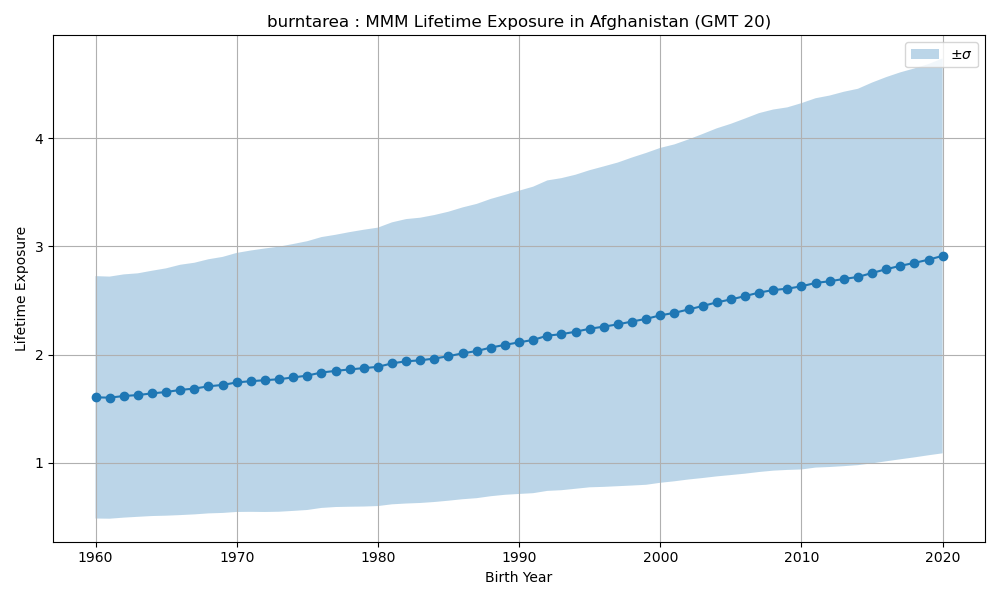 burntarea : MMM Lifetime Exposure in Afghanistan (GMT 20)
±σ
Lifetime Exposure
4
3
2
1
1960 1970 1980 1990 2000 2010 2020
Birth Year